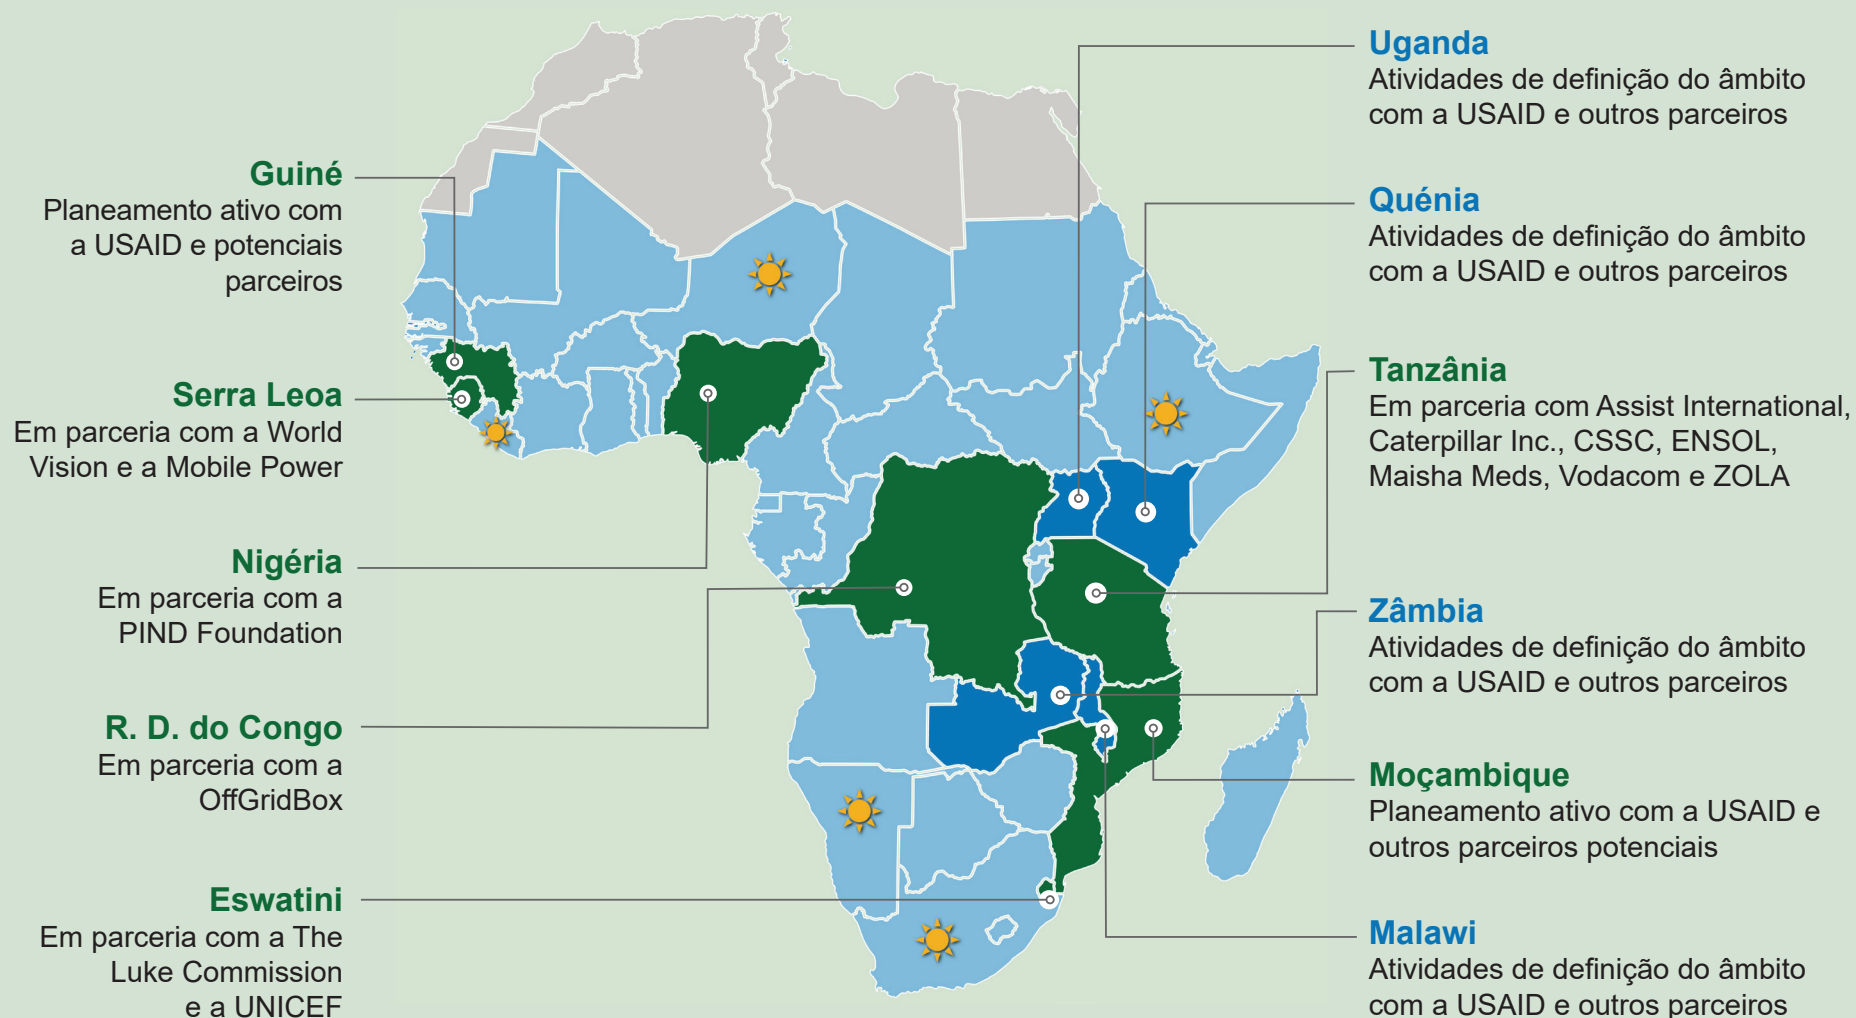 Guiné
Planeamento ativo com
a USAID e potenciais
parceiros
Serra Leoa
Em parceria com a World
Vision e a Mobile Power
Nigéria
Em parceria com a
PIND Foundation
R. D. do Congo
Em parceria com a
OffGridBox
Eswatini
Em parceria com a The
Luke Commission
e a UNICEF
Uganda
Atividades de definição do âmbito
com a USAID e outros parceiros
Quénia
Atividades de definição do âmbito
com a USAID e outros parceiros
Tanzânia
Em parceria com Assist International,
Caterpillar Inc., CSSC, ENSOL,
Maisha Meds, Vodacom e ZOLA
Zâmbia
Atividades de definição do âmbito
com a USAID e outros parceiros
Moçambique
Planeamento ativo com a USAID e
outros parceiros potenciais
Malawi
Atividades de definição do âmbito
com a USAID e outros parceiros